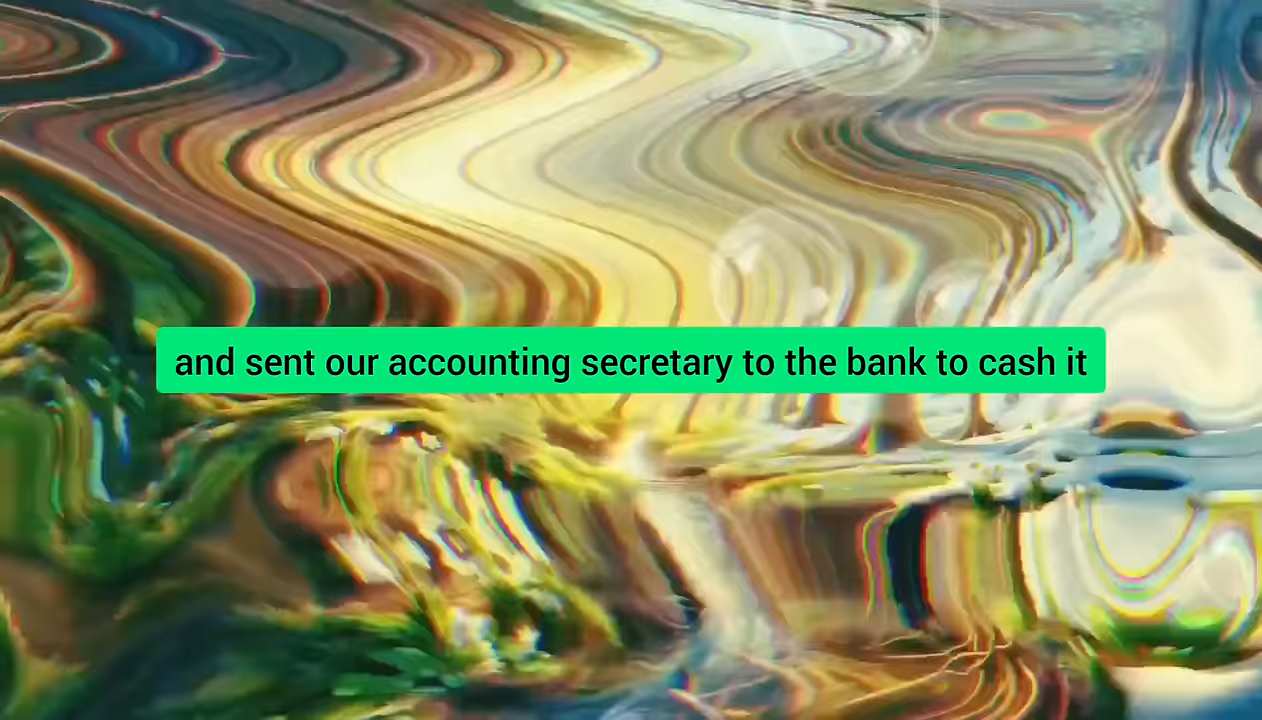 and sent our accounting secretary to the bank to cash it